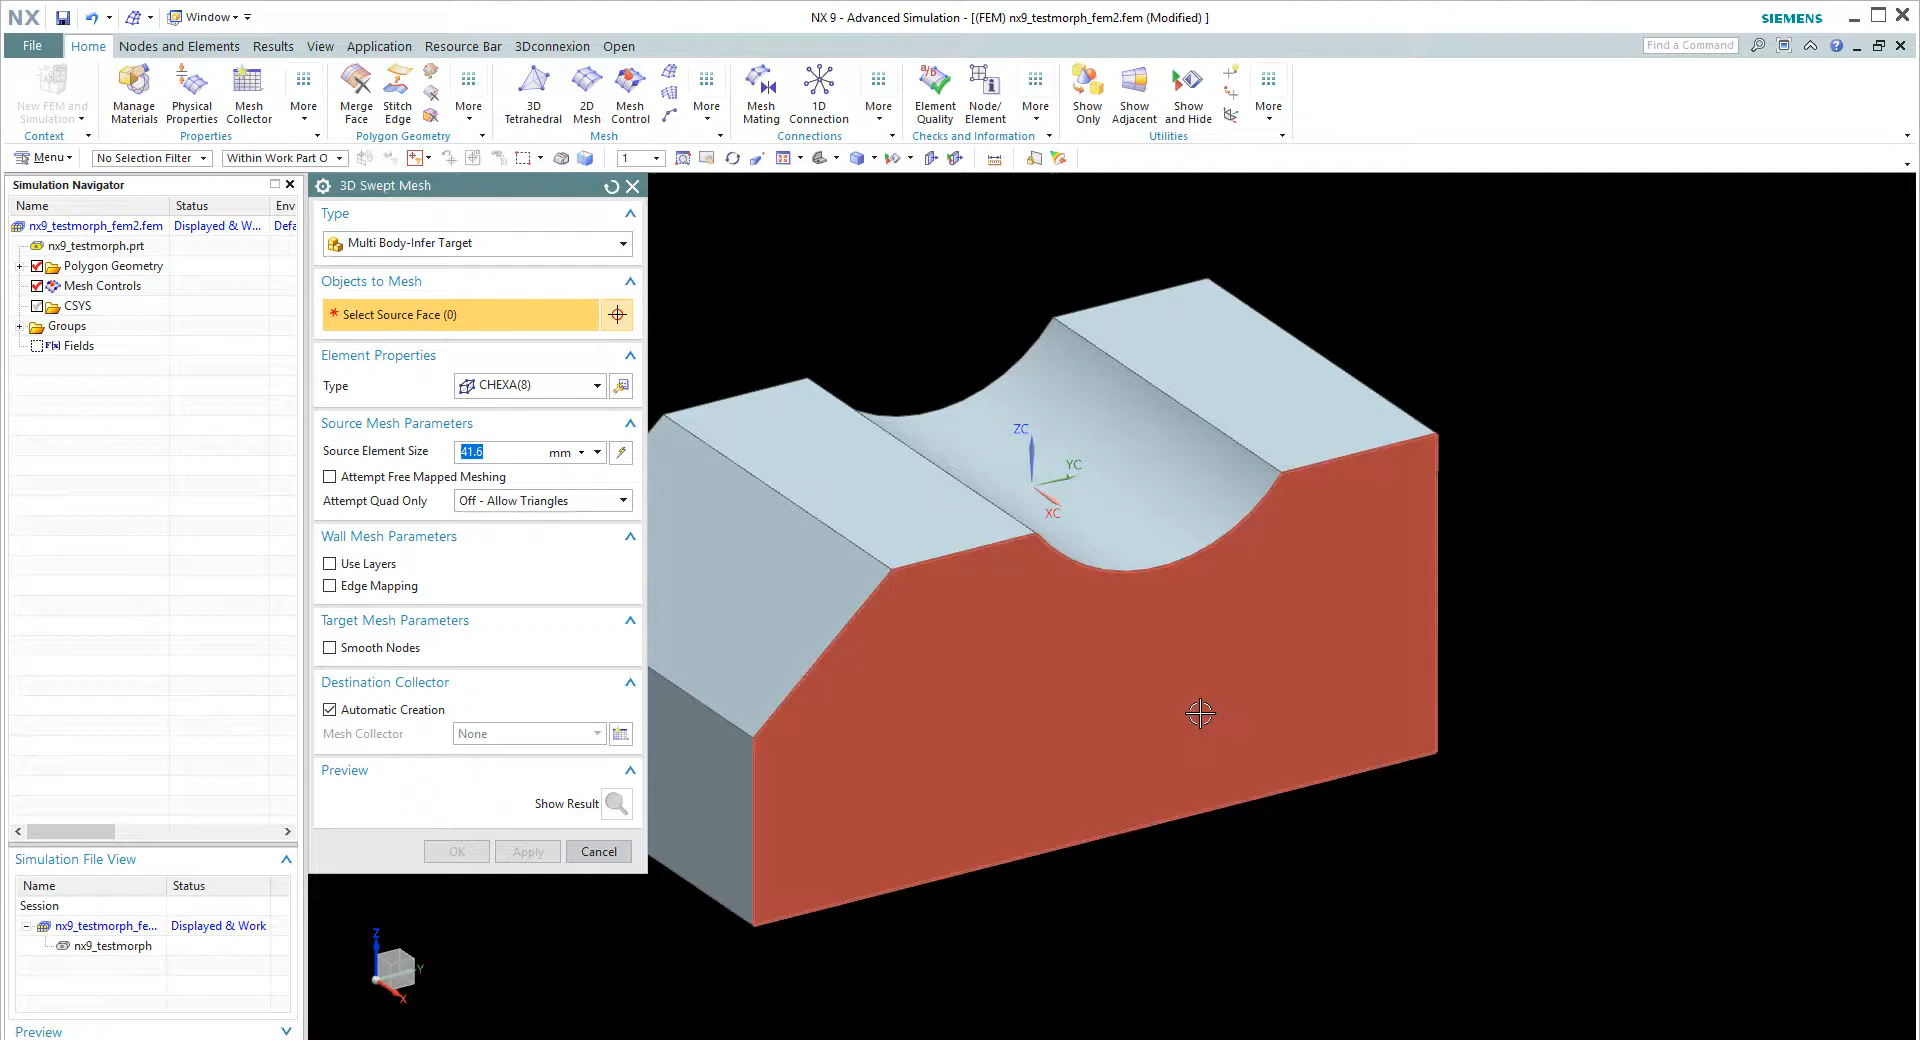 NX Window NX 9 - Advanced Simulation - [(FEM) nx9_testmorph_fem2.fem (Modified) ] SIEMENS
File Home Nodes and Elements Results View Application Resource Bar 3Dconnexion Open Find a Command
New FEM and Simulation
Manage Materials
Physical Properties
Mesh Collector
More
Merge Face
Stitch Edge
More
3D Tetrahedral
2D Mesh
Mesh Control
More
Mesh Mating
1D Connection
More
Element Quality
Node/ Element
More
Show Only
Show Adjacent
Show and Hide
More
Context Properties Polygon Geometry Mesh Connections Checks and Information Utilities
Menu No Selection Filter Within Work Part O 1
Simulation Navigator
Name Status Env
nx9_testmorph_fem2.fem Displayed & W... Defa
nx9_testmorph.prt
Polygon Geometry
Mesh Controls
CSYS
Groups
F(x) Fields
Simulation File View
Name Status
Session
nx9_testmorph_fe... Displayed & Work
nx9_testmorph
Preview
3D Swept Mesh
Type
Multi Body-Infer Target
Objects to Mesh
* Select Source Face (0)
Element Properties
Type CHEXA(8)
Source Mesh Parameters
Source Element Size 41.6 mm
Attempt Free Mapped Meshing
Attempt Quad Only Off - Allow Triangles
Wall Mesh Parameters
Use Layers
Edge Mapping
Target Mesh Parameters
Smooth Nodes
Destination Collector
Automatic Creation
Mesh Collector None
Preview
Show Result
OK Apply Cancel
ZC
YC
XC
Z
Y
X